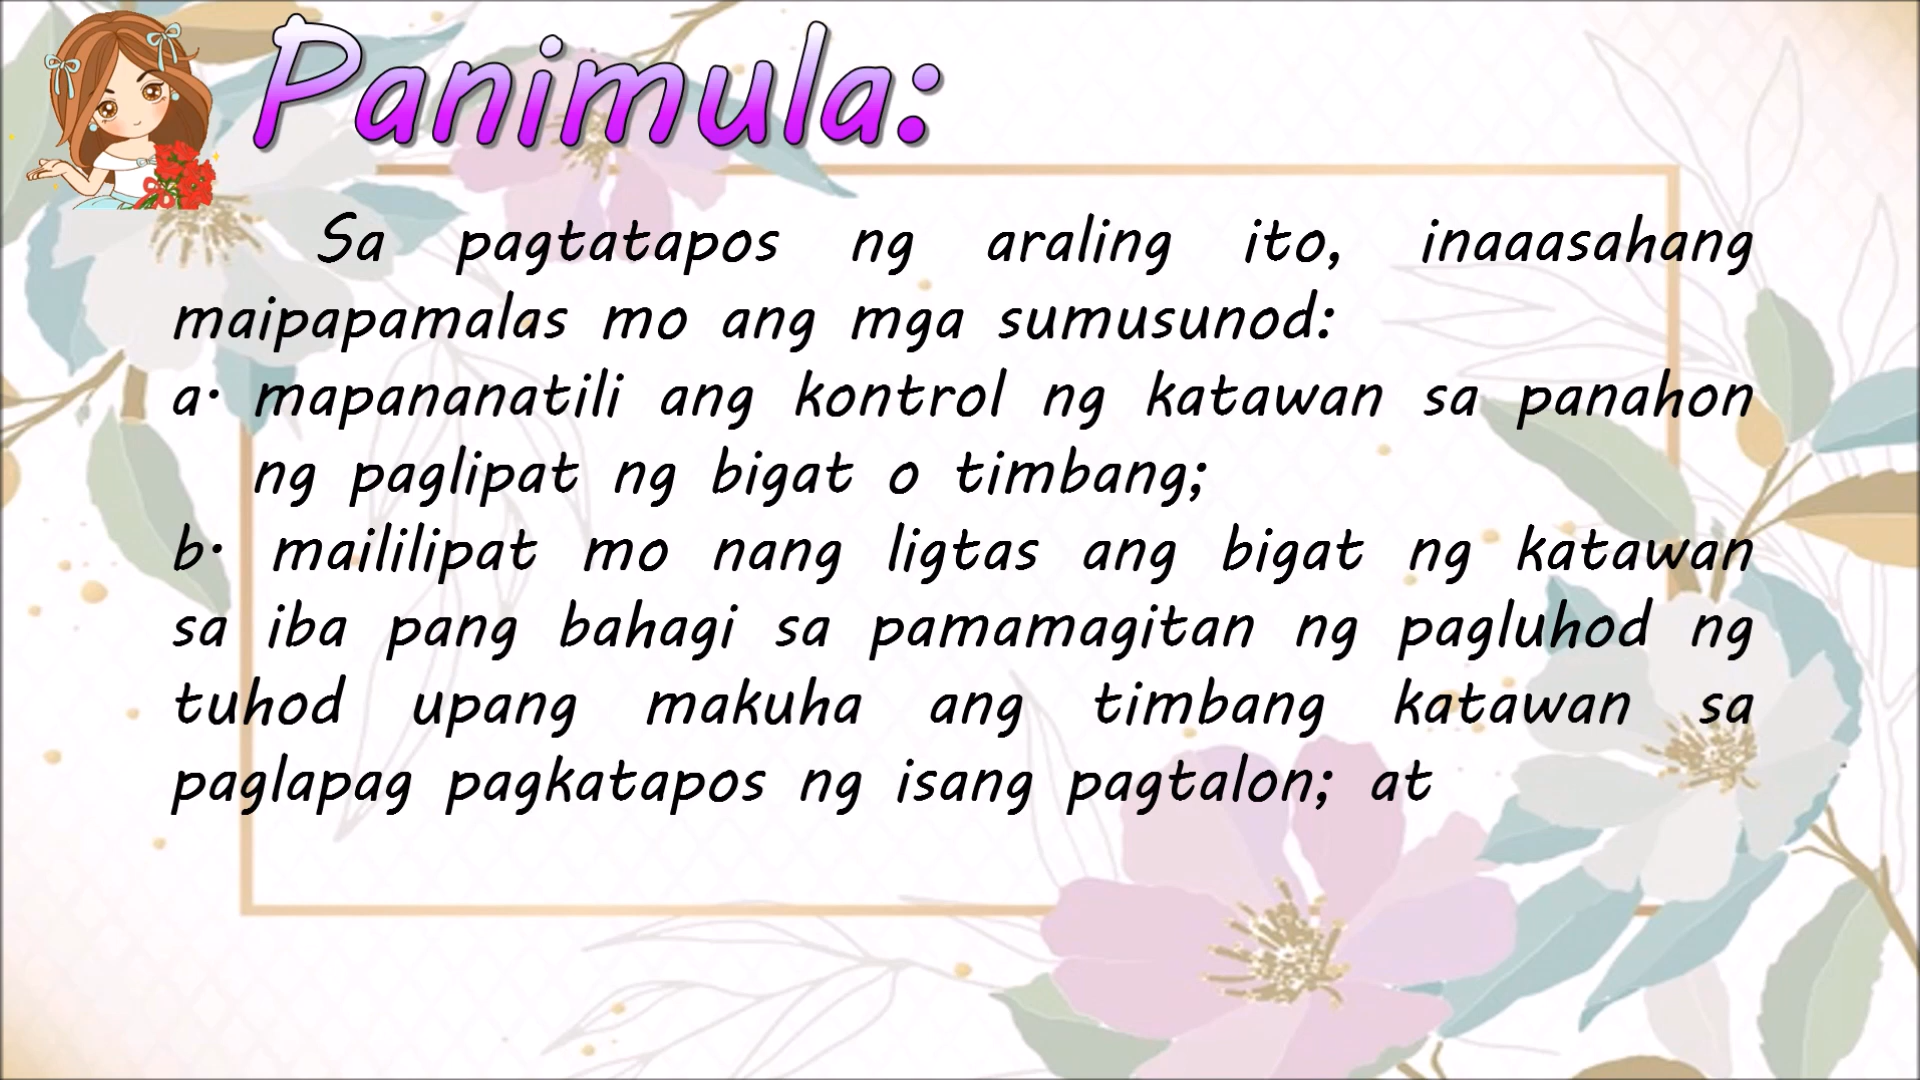 Panimula:
Sa pagtatapos ng araling ito, inaaasahang
maipapamalas mo ang mga sumusunod:
a. mapananatili ang kontrol ng katawan sa panahon
ng paglipat ng bigat o timbang;
b. maililipat mo nang ligtas ang bigat ng katawan
sa iba pang bahagi sa pamamagitan ng pagluhod ng
tuhod upang makuha ang timbang katawan sa
paglapag pagkatapos ng isang pagtalon; at